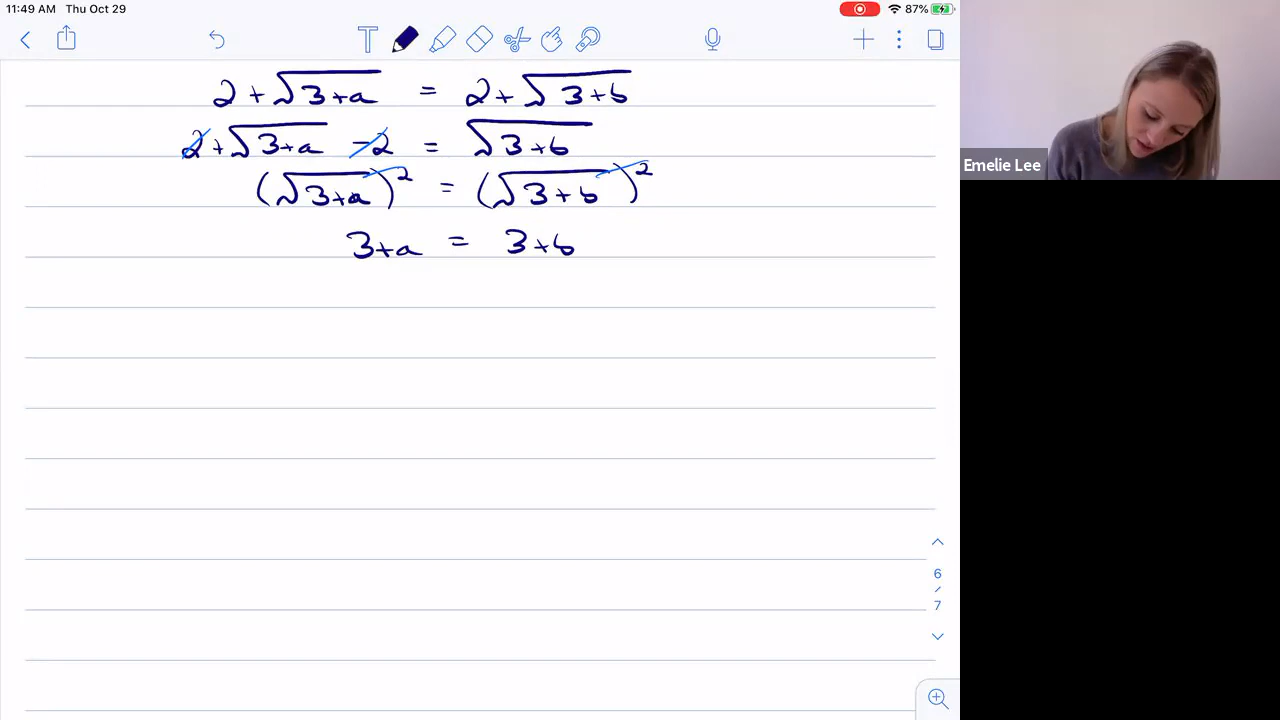 11:49 AM Thu Oct 29
87%
T
2 + √3+a = 2 + √3+b
2 + √3+a - 2 = √3+b
(√3+a)² = (√3+b)²
3+a = 3+b
Emelie Lee
6
/
7